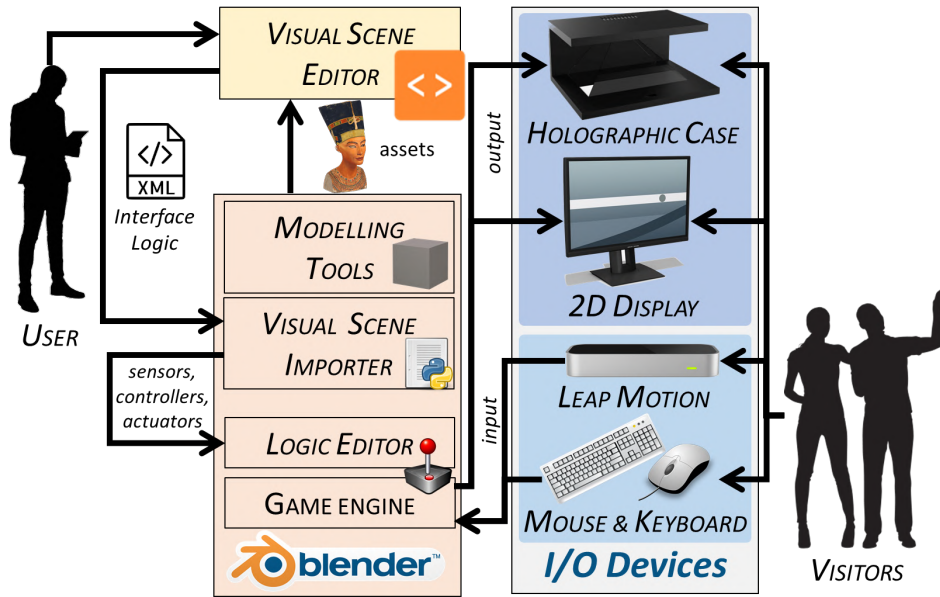 VISUAL SCENE
EDITOR
< >
assets
</>
XML
Interface
Logic
USER
MODELLING
TOOLS
VISUAL SCENE
IMPORTER
sensors,
controllers,
actuators
LOGIC EDITOR
GAME ENGINE
blender™
output
HOLOGRAPHIC CASE
2D DISPLAY
input
LEAP MOTION
MOUSE & KEYBOARD
I/O Devices
VISITORS